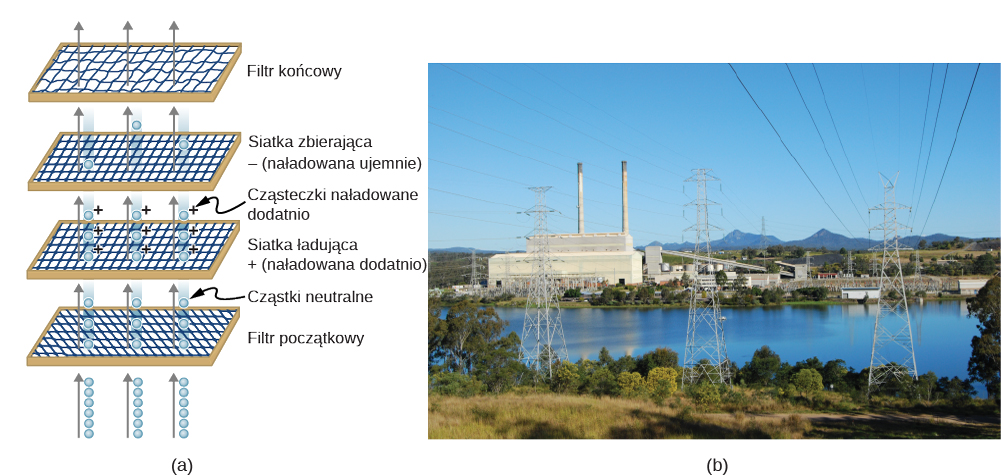 Filtr końcowy
Siatka zbierająca
– (naładowana ujemnie)
Cząsteczki naładowane
dodatnio
Siatka ładująca
+ (naładowana dodatnio)
Cząstki neutralne
Filtr początkowy
+ + +
+ + +
+ + +
(a)
(b)